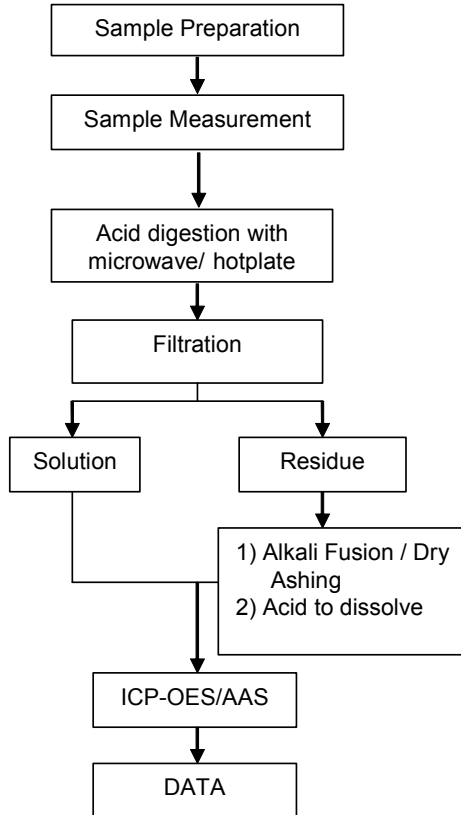 Sample Preparation
Sample Measurement
Acid digestion with
microwave/ hotplate
Filtration
Solution
Residue
1) Alkali Fusion / Dry
Ashing
2) Acid to dissolve
ICP-OES/AAS
DATA